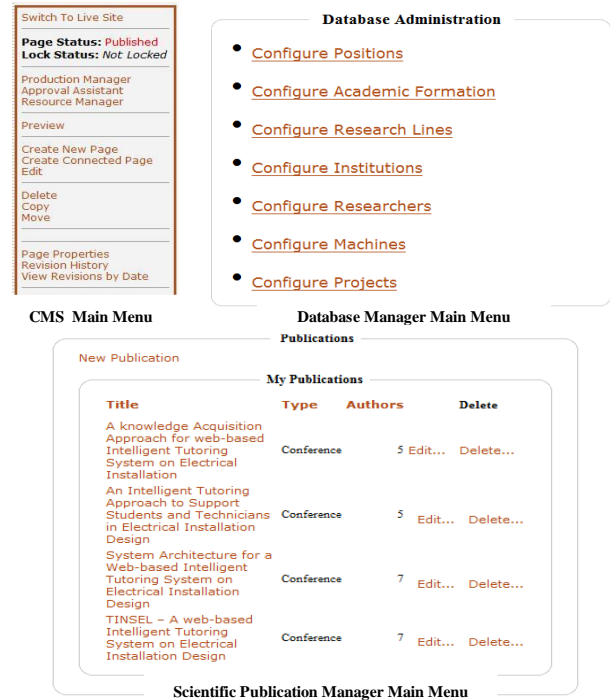 Switch To Live Site
Page Status: Published
Lock Status: Not Locked
Production Manager
Approval Assistant
Resource Manager
Preview
Create New Page
Create Connected Page
Edit
Delete
Copy
Move
Page Properties
Revision History
View Revisions by Date
CMS Main Menu
Database Administration
Configure Positions
Configure Academic Formation
Configure Research Lines
Configure Institutions
Configure Researchers
Configure Machines
Configure Projects
Database Manager Main Menu
Publications
New Publication
My Publications
Title Type Authors Delete
A knowledge Acquisition
Approach for web-based
Intelligent Tutoring Conference 5 Edit... Delete...
System on Electrical
Installation
An Intelligent Tutoring
Approach to Support
Students and Technicians Conference 5 Edit... Delete...
in Electrical Installation
Design
System Architecture for a
Web-based Intelligent
Tutoring System on Conference 7 Edit... Delete...
Electrical Installation
Design
TINSEL – A web-based
Intelligent Tutoring
System on Electrical Conference 7 Edit... Delete...
Installation Design
Scientific Publication Manager Main Menu